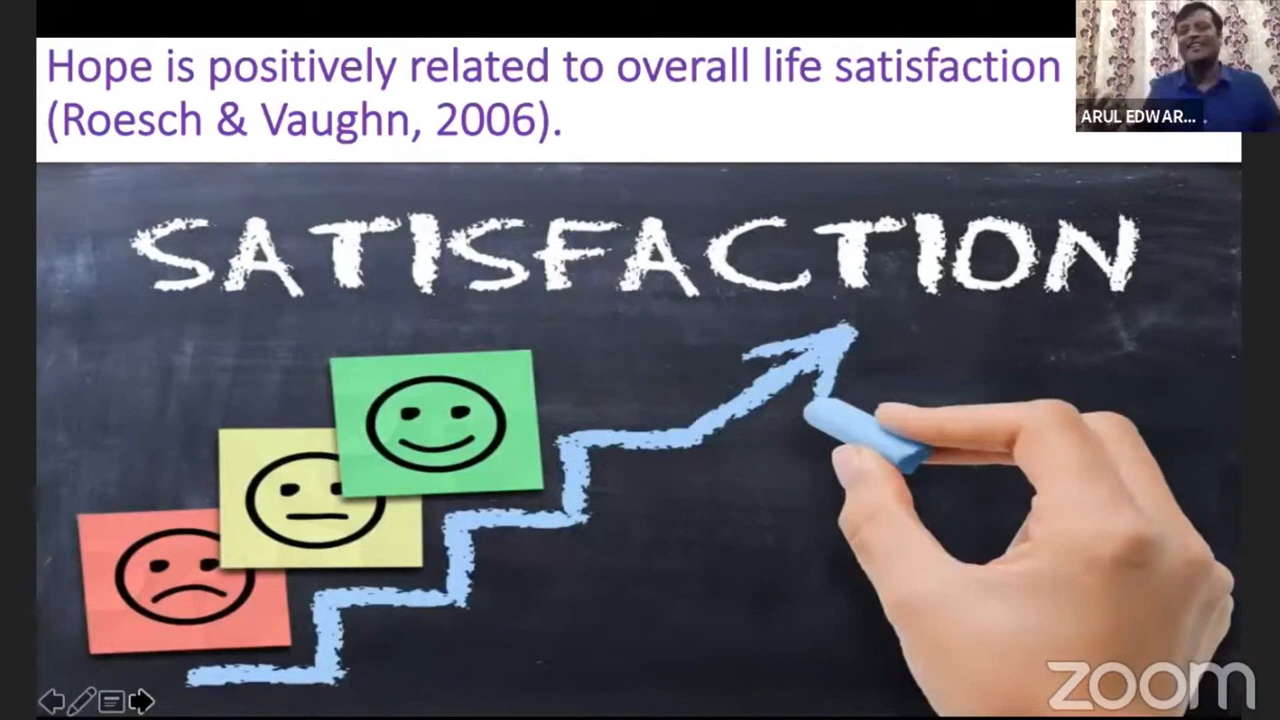 Hope is positively related to overall life satisfaction
(Roesch & Vaughn, 2006).
ARUL EDWAR...
SATISFACTION
zoom